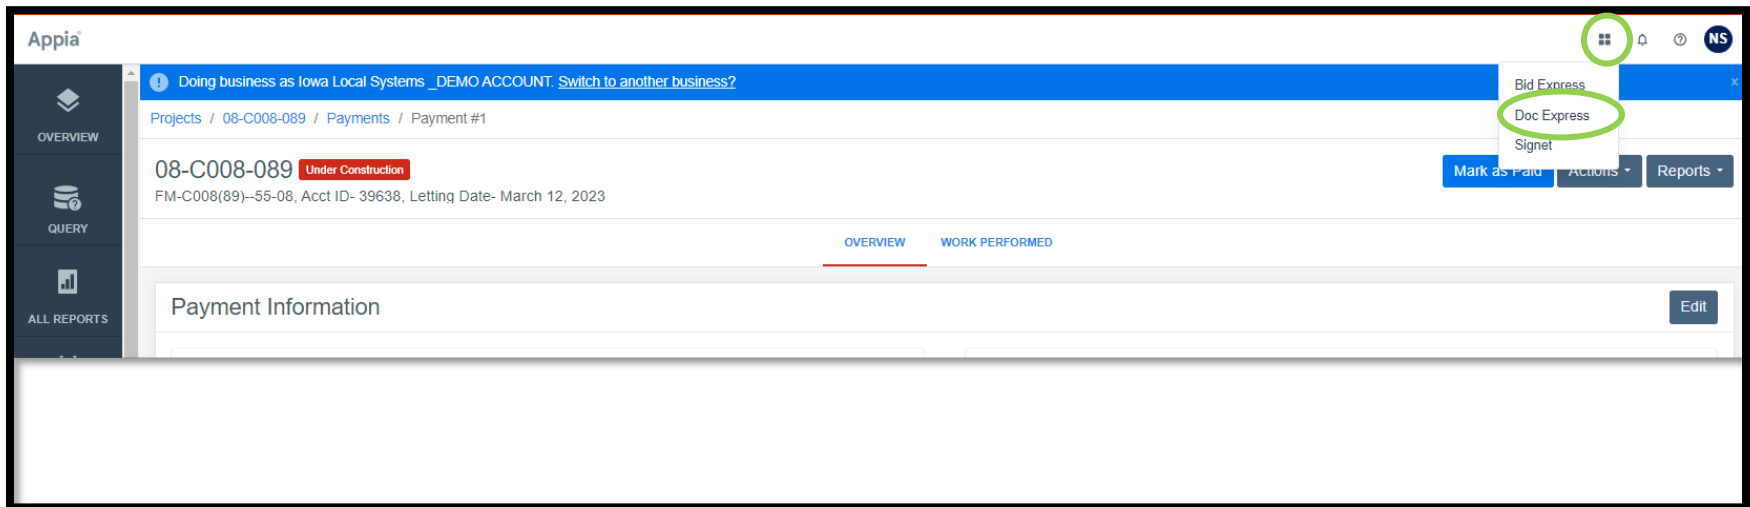 Appia
NS
Doing business as Iowa Local Systems _DEMO ACCOUNT. Switch to another business?
x
Bid Express
Doc Express
Signet
OVERVIEW
QUERY
ALL REPORTS
Projects / 08-C008-089 / Payments / Payment #1
08-C008-089 Under Construction
FM-C008(89)--55-08, Acct ID- 39638, Letting Date- March 12, 2023
Mark as Paid
Actions
Reports
OVERVIEW WORK PERFORMED
Payment Information
Edit